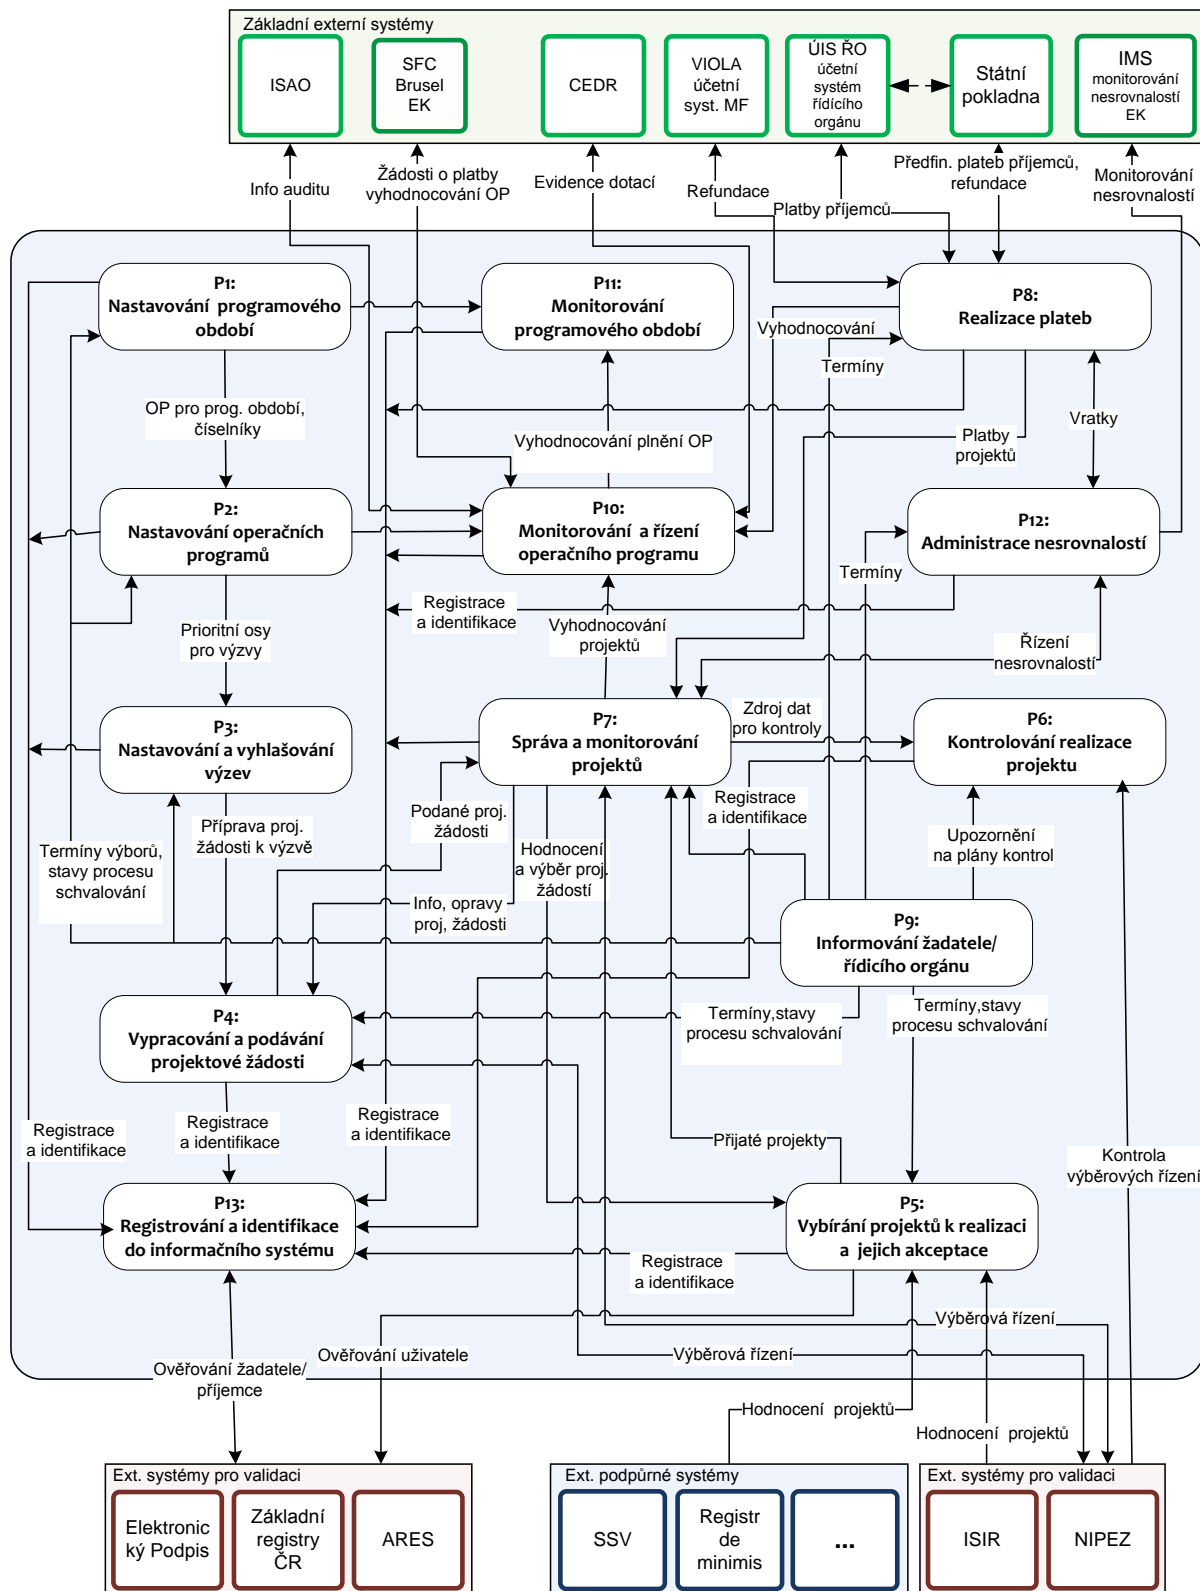 Základní externí systémy
ISAO
SFC
Brusel
EK
CEDR
VIOLA
účetní
syst. MF
ÚIS ŘO
účetní
systém
řídícího
orgánu
Státní
pokladna
IMS
monitorování
nesrovnalostí
EK
Info auditu
Žádosti o platby
vyhodnocování OP
Evidence dotací
Refundace
Platby příjemců
Předfin. plateb příjemců,
refundace
Monitorování
nesrovnalostí
P1:
Nastavování programového
období
P11:
Monitorování
programového období
P8:
Realizace plateb
Vyhodnocování
Termíny
OP pro prog. období,
číselníky
Vyhodnocování plnění OP
Platby
projektů
Vratky
P2:
Nastavování operačních
programů
P10:
Monitorování a řízení
operačního programu
P12:
Administrace nesrovnalostí
Termíny
Registrace
a identifikace
Prioritní osy
pro výzvy
Vyhodnocování
projektů
Řízení
nesrovnalostí
P3:
Nastavování a vyhlašování
výzev
P7:
Správa a monitorování
projektů
Zdroj dat
pro kontroly
P6:
Kontrolování realizace
projektu
Podané proj.
žádosti
Registrace
a identifikace
Příprava proj.
žádosti k výzvě
Termíny výborů,
stavy procesu
schvalování
Hodnocení
a výběr proj.
žádostí
Upozornění
na plány kontrol
Info, opravy
proj, žádosti
P9:
Informování žadatele/
řídicího orgánu
P4:
Vypracování a podávání
projektové žádosti
Termíny,stavy
procesu schvalování
Termíny,stavy
procesu schvalování
Registrace
a identifikace
Registrace
a identifikace
Registrace
a identifikace
Přijaté projekty
Kontrola
výběrových řízení
P13:
Registrování a identifikace
do informačního systému
P5:
Vybírání projektů k realizaci
a jejich akceptace
Registrace
a identifikace
Výběrová řízení
Ověřování uživatele
Výběrová řízení
Ověřování žadatele/
příjemce
Hodnocení projektů
Hodnocení projektů
Ext. systémy pro validaci
Elektronic
ký Podpis
Základní
registry
ČR
ARES
Ext. podpůrné systémy
SSV
Registr
de
minimis
...
Ext. systémy pro validaci
ISIR
NIPEZ